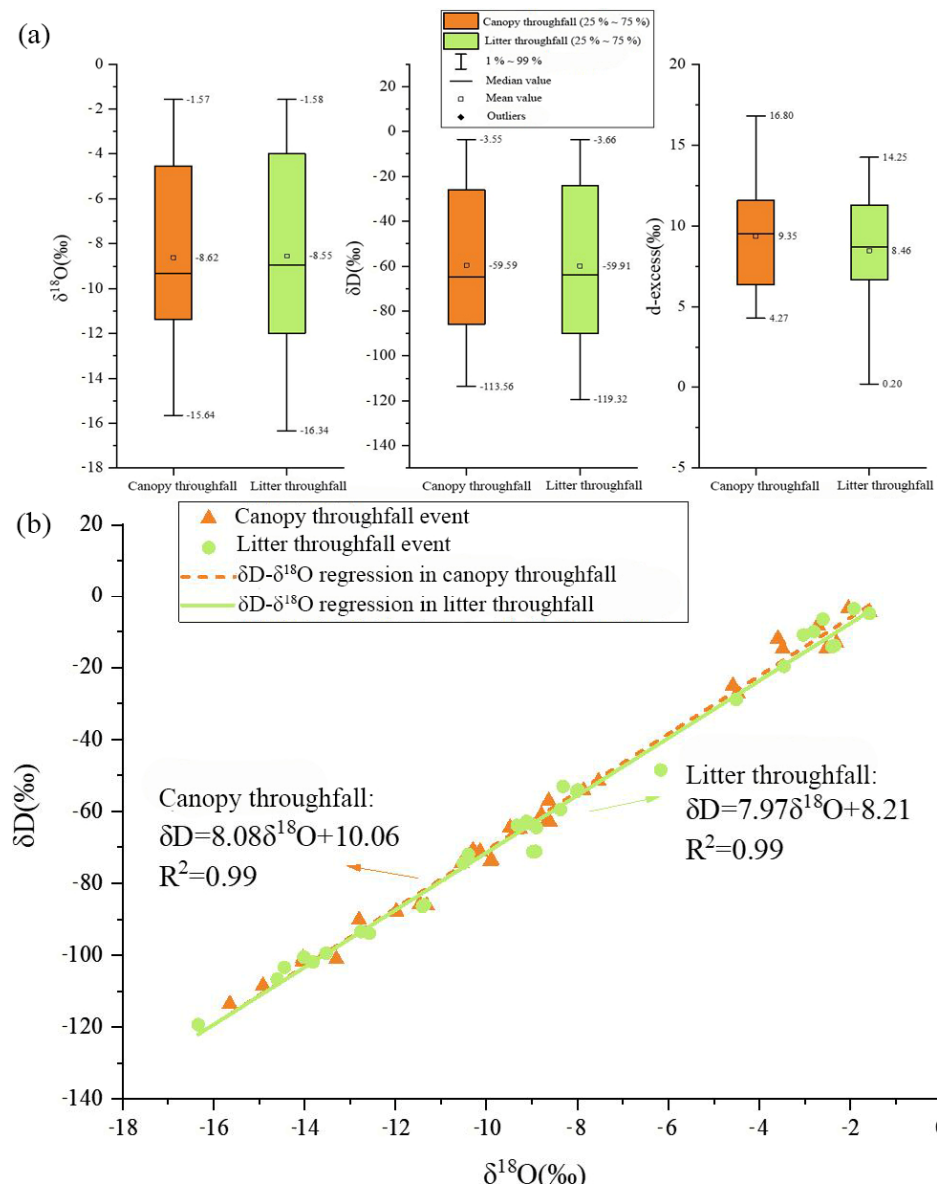 (a)
Canopy throughfall (25 % ~ 75 %)
Litter throughfall (25 % ~ 75 %)
1 % ~ 99 %
Median value
Mean value
Outliers
δ18O(‰)
0
-2
-4
-6
-8
-10
-12
-14
-16
-18
-1.57
-8.62
-15.64
-1.58
-8.55
-16.34
Canopy throughfall
Litter throughfall
δD(‰)
20
0
-20
-40
-60
-80
-100
-120
-140
-3.55
-59.59
-113.56
-3.66
-59.91
-119.32
Canopy throughfall
Litter throughfall
d-excess(‰)
20
15
10
5
0
-5
16.80
9.35
4.27
14.25
8.46
0.20
Canopy throughfall
Litter throughfall
(b)
Canopy throughfall event
Litter throughfall event
δD-δ18O regression in canopy throughfall
δD-δ18O regression in litter throughfall
δD(‰)
20
0
-20
-40
-60
-80
-100
-120
-140
Canopy throughfall:
δD=8.08δ18O+10.06
R2=0.99
Litter throughfall:
δD=7.97δ18O+8.21
R2=0.99
-18
-16
-14
-12
-10
-8
-6
-4
-2
0
δ18O(‰)